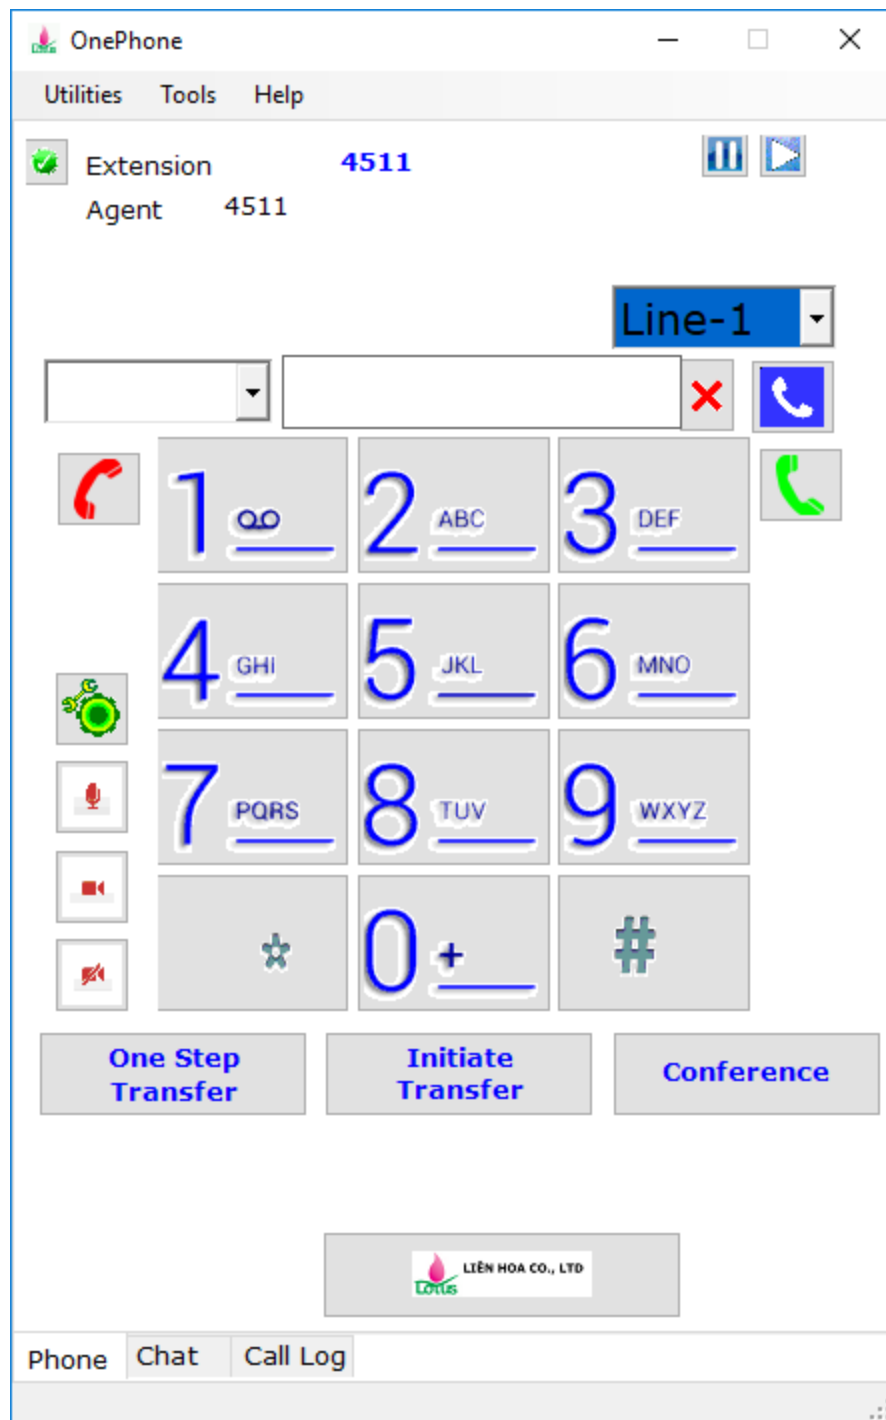 OnePhone
Utilities Tools Help
Extension 4511
Agent 4511
Line-1
1 2 ABC 3 DEF
4 GHI 5 JKL 6 MNO
7 PQRS 8 TUV 9 WXYZ
* 0 + #
One Step
Transfer
Initiate
Transfer
Conference
Lotus LIÊN HOA CO., LTD
Phone Chat Call Log